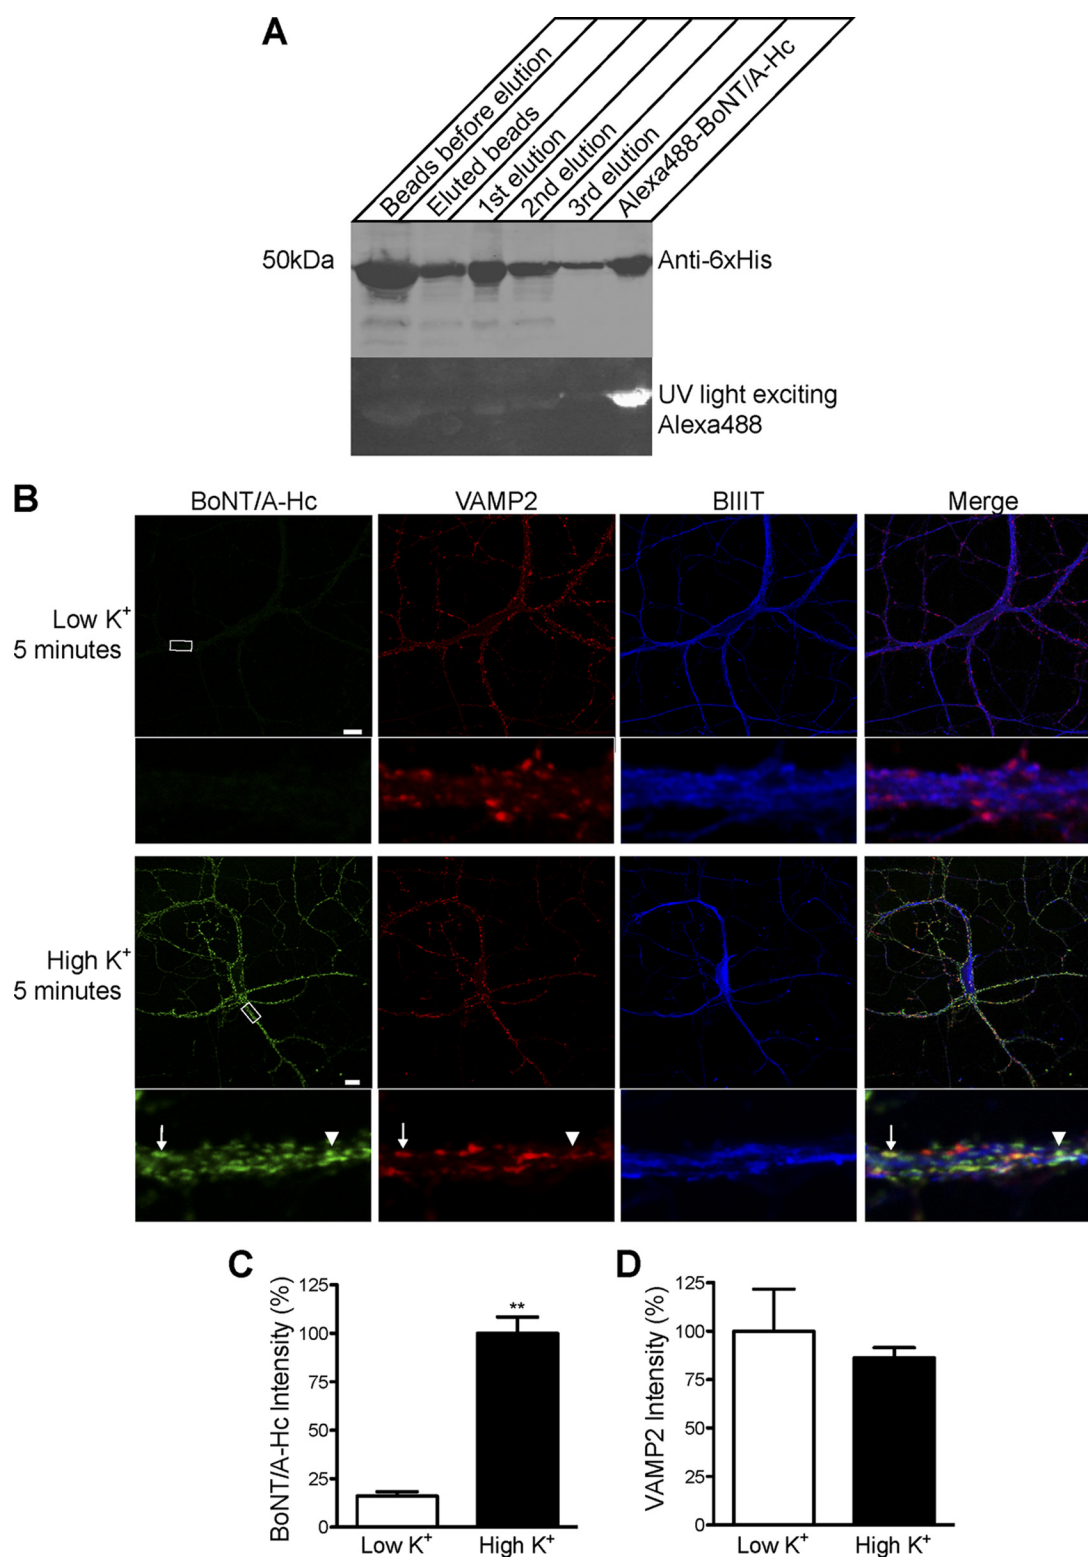 A
Beads before elution
Eluted beads
1st elution
2nd elution
3rd elution
Alexa488-BoNT/A-Hc
50kDa
Anti-6xHis
UV light exciting
Alexa488
B
BoNT/A-Hc
VAMP2
BIIIT
Merge
Low K+
5 minutes
High K+
5 minutes
C
BoNT/A-Hc Intensity (%)
125
100
75
50
25
0
**
Low K+
High K+
D
VAMP2 Intensity (%)
125
100
75
50
25
0
Low K+
High K+